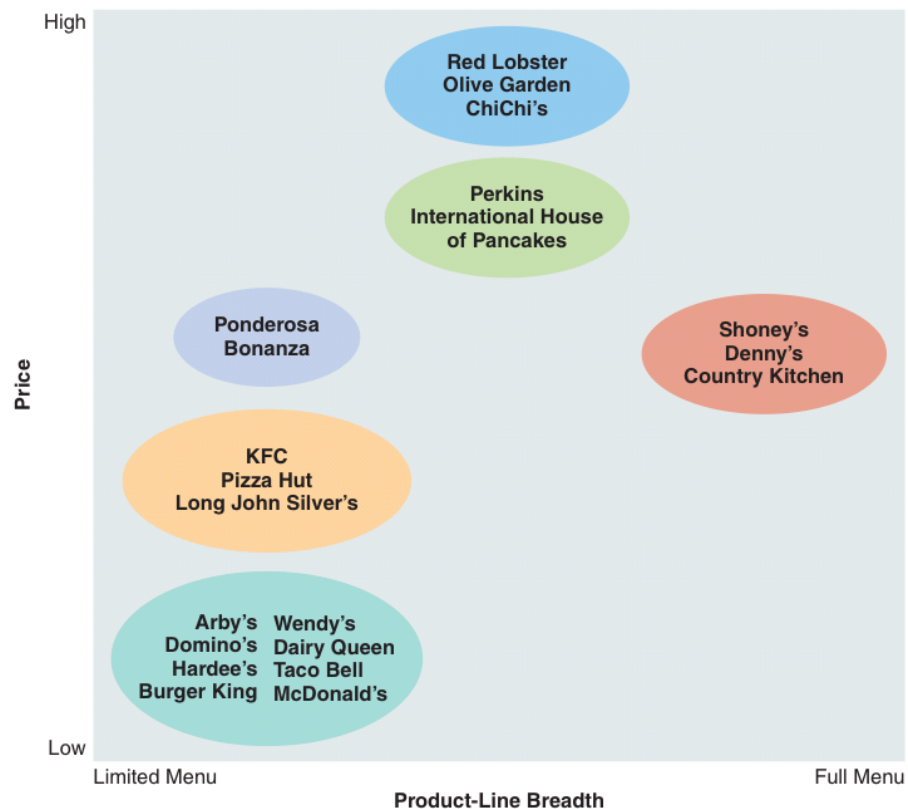 High
Red Lobster
Olive Garden
ChiChi's
Perkins
International House
of Pancakes
Ponderosa
Bonanza
Shoney's
Denny's
Country Kitchen
Price
KFC
Pizza Hut
Long John Silver's
Arby's Wendy's
Domino's Dairy Queen
Hardee's Taco Bell
Burger King McDonald's
Low
Limited Menu Full Menu
Product-Line Breadth